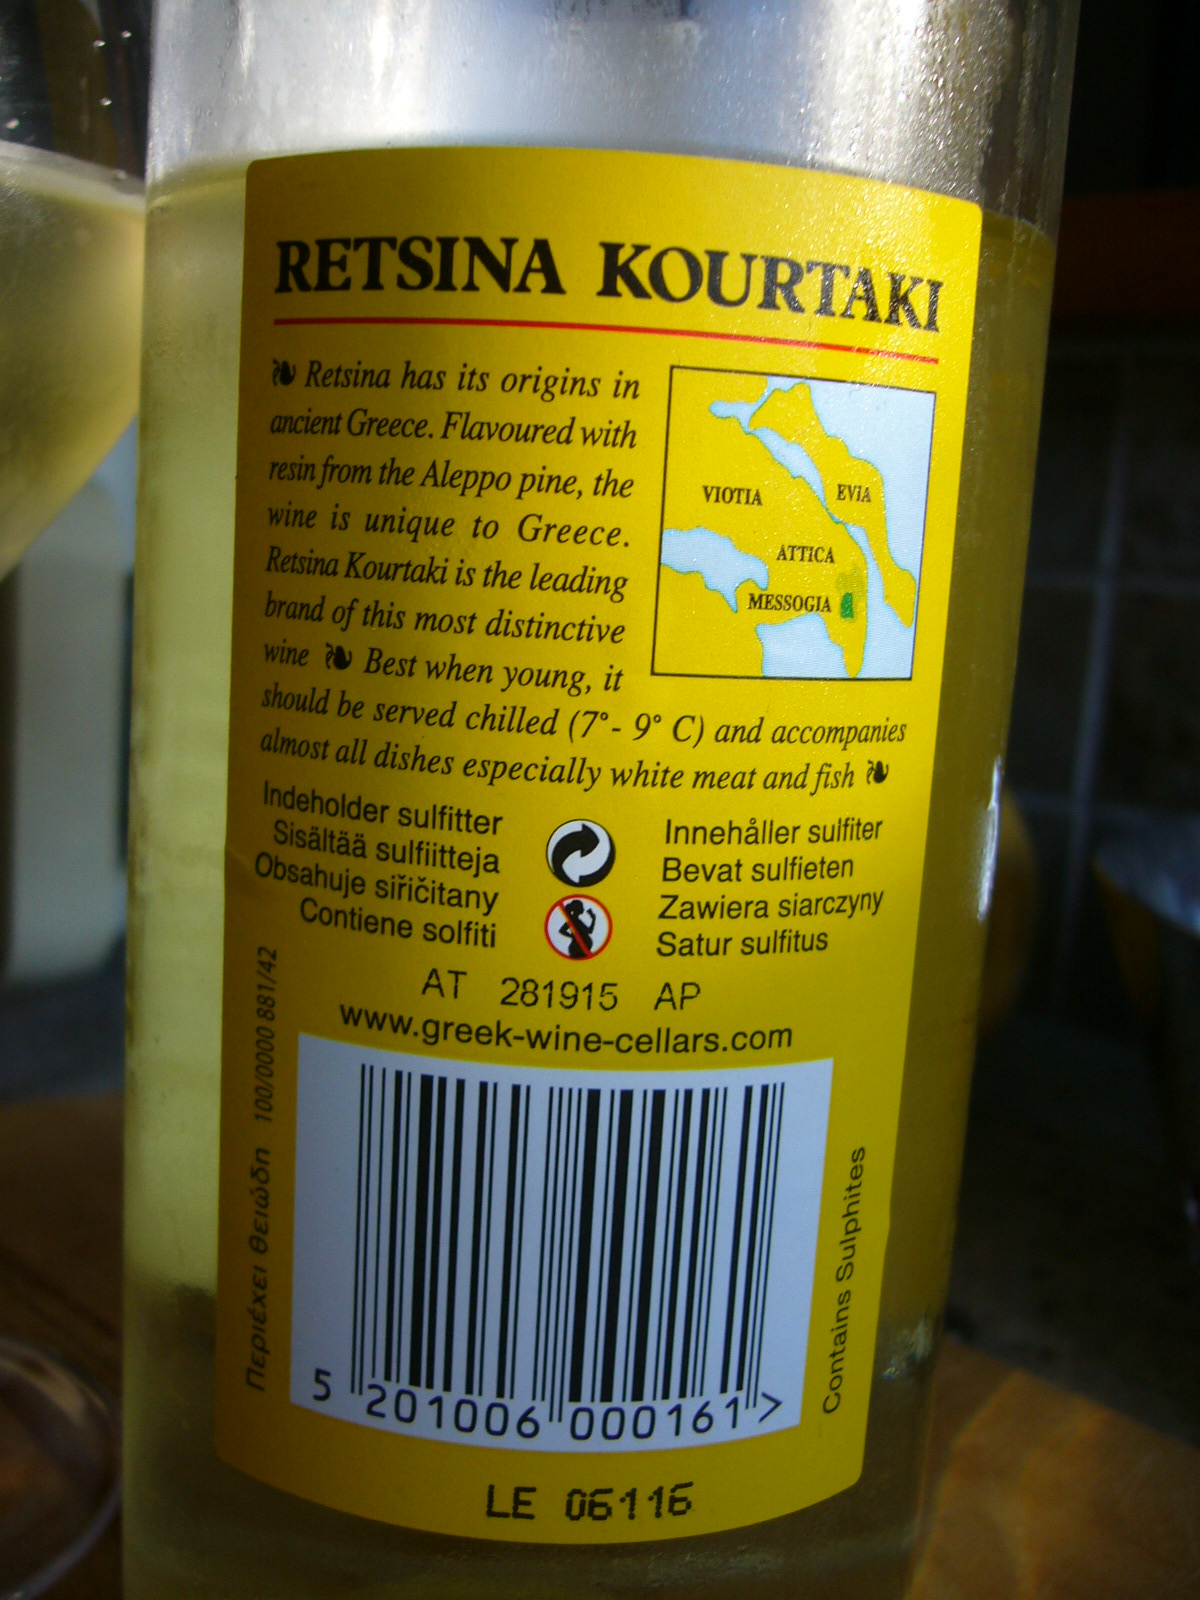 RETSINA KOURTAKI
Retsina has its origins in
ancient Greece. Flavoured with
resin from the Aleppo pine, the
wine is unique to Greece.
Retsina Kourtaki is the leading
brand of this most distinctive
wine Best when young, it
should be served chilled (7°- 9° C) and accompanies
almost all dishes especially white meat and fish
VIOTIA
EViA
ATTICA
MESSOGIA
Indeholder sulfitter
Sisältää sulfiitteja
Obsahuje siřičitany
Contiene solfiti
Innehåller sulfiter
Bevat sulfieten
Zawiera siarczyny
Satur sulfitus
AT 281915 AP
www.greek-wine-cellars.com
Περιέχει θειώδη 100/0000 881/42
Contains Sulphites
5 201006 000161 >
LE 06116